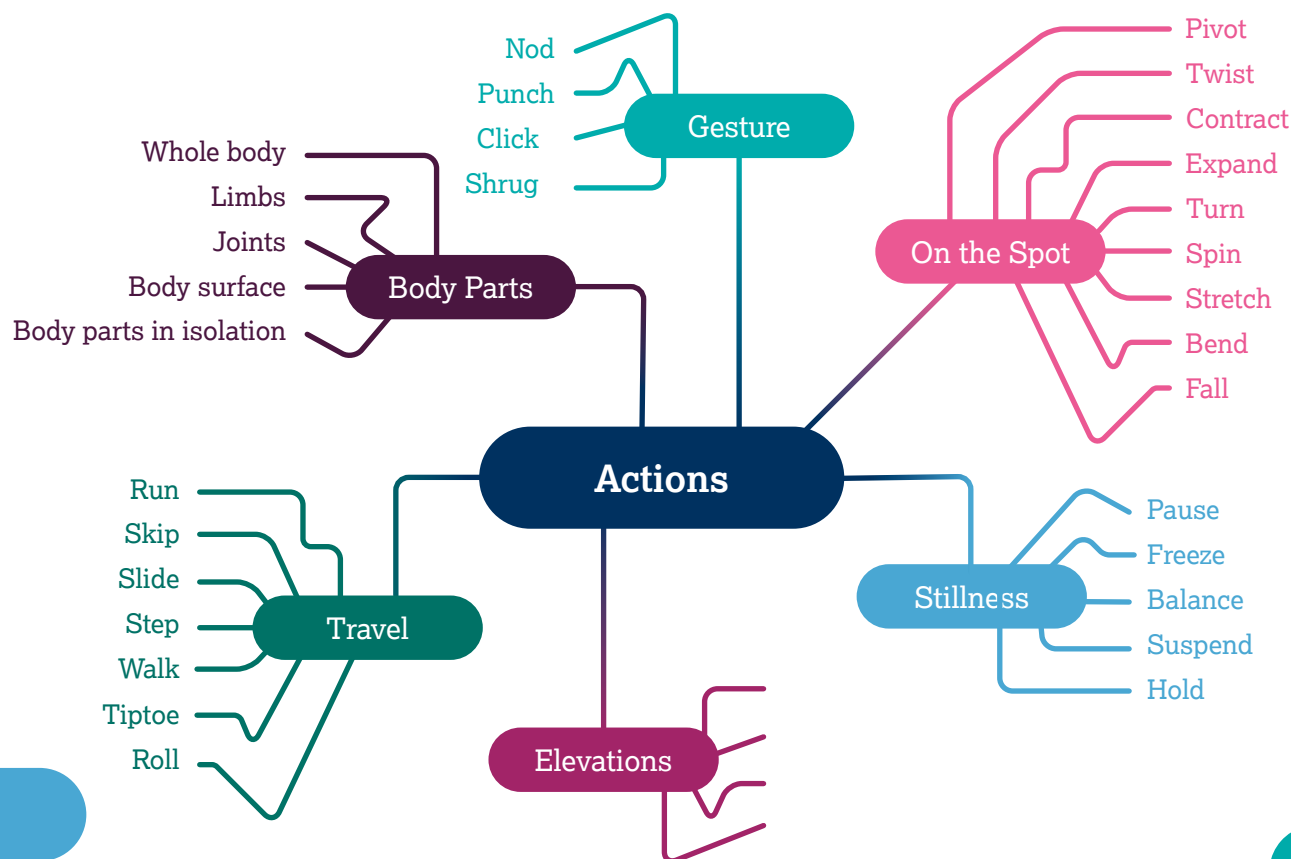 Actions
Gesture
Nod
Punch
Click
Shrug
On the Spot
Pivot
Twist
Contract
Expand
Turn
Spin
Stretch
Bend
Fall
Body Parts
Whole body
Limbs
Joints
Body surface
Body parts in isolation
Stillness
Pause
Freeze
Balance
Suspend
Hold
Travel
Run
Skip
Slide
Step
Walk
Tiptoe
Roll
Elevations